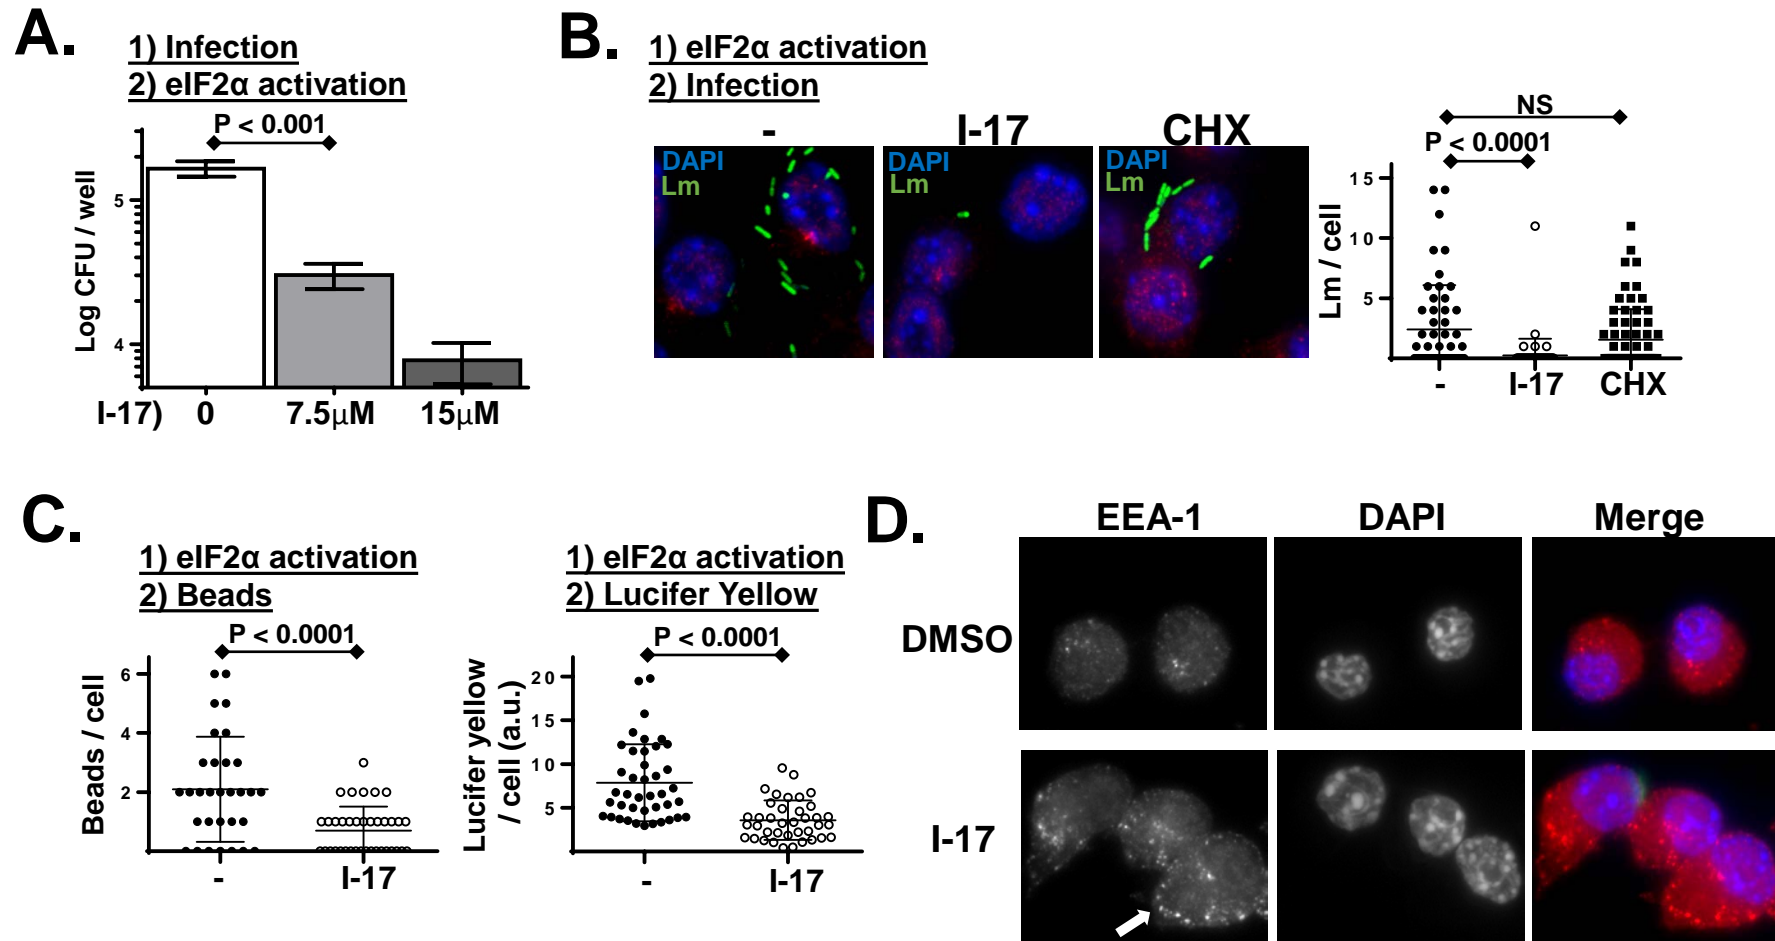 A.
1) Infection
2) eIF2α activation
P < 0.001
Log CFU / well
5
4
I-17) 0 7.5μM 15μM
B.
1) eIF2α activation
2) Infection
- I-17 CHX
DAPI
Lm
DAPI
Lm
DAPI
Lm
NS
P < 0.0001
Lm / cell
15
10
5
- I-17 CHX
C.
1) eIF2α activation
2) Beads
P < 0.0001
Beads / cell
6
4
2
- I-17
1) eIF2α activation
2) Lucifer Yellow
P < 0.0001
Lucifer yellow
/ cell (a.u.)
20
15
10
5
- I-17
D.
EEA-1 DAPI Merge
DMSO
I-17